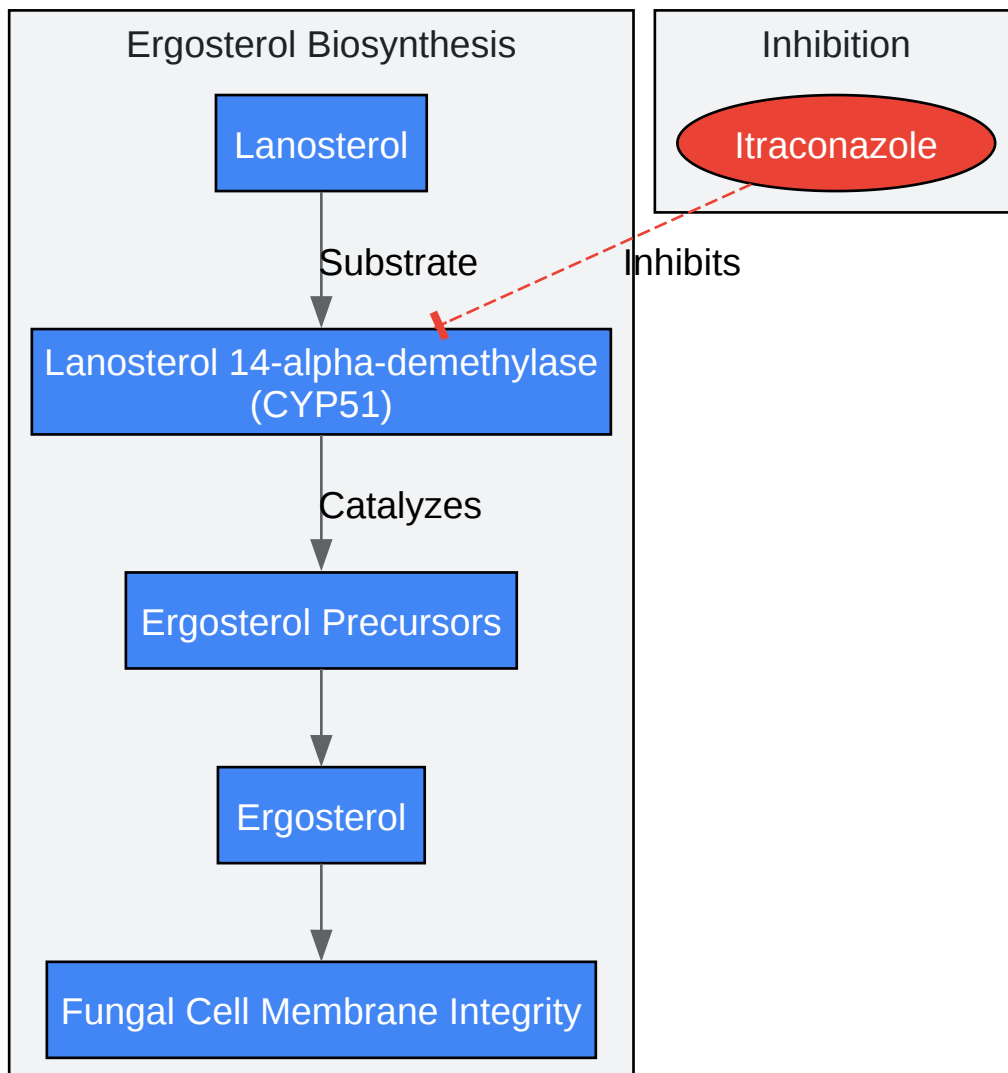 Ergosterol Biosynthesis
Inhibition
Lanosterol
Itraconazole
Substrate
Inhibits
Lanosterol 14-alpha-demethylase
(CYP51)
Catalyzes
Ergosterol Precursors
Ergosterol
Fungal Cell Membrane Integrity